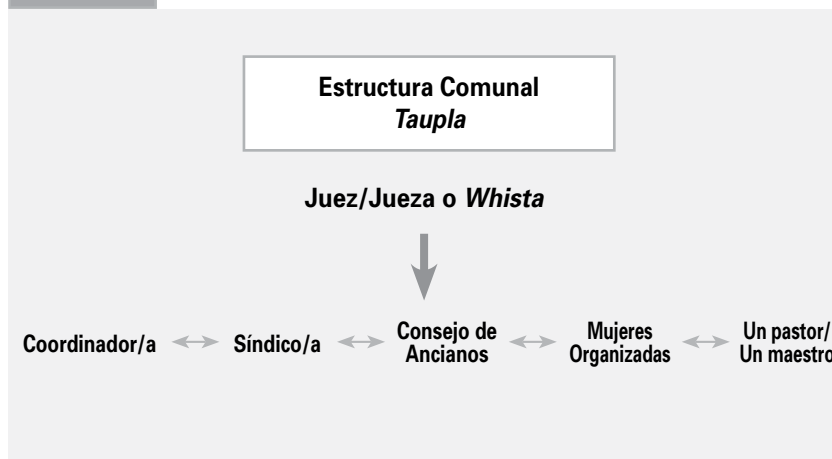 Estructura Comunal
Taupla
Juez/Jueza o Whista
Coordinador/a
Síndico/a
Consejo de
Ancianos
Mujeres
Organizadas
Un pastor/
Un maestro